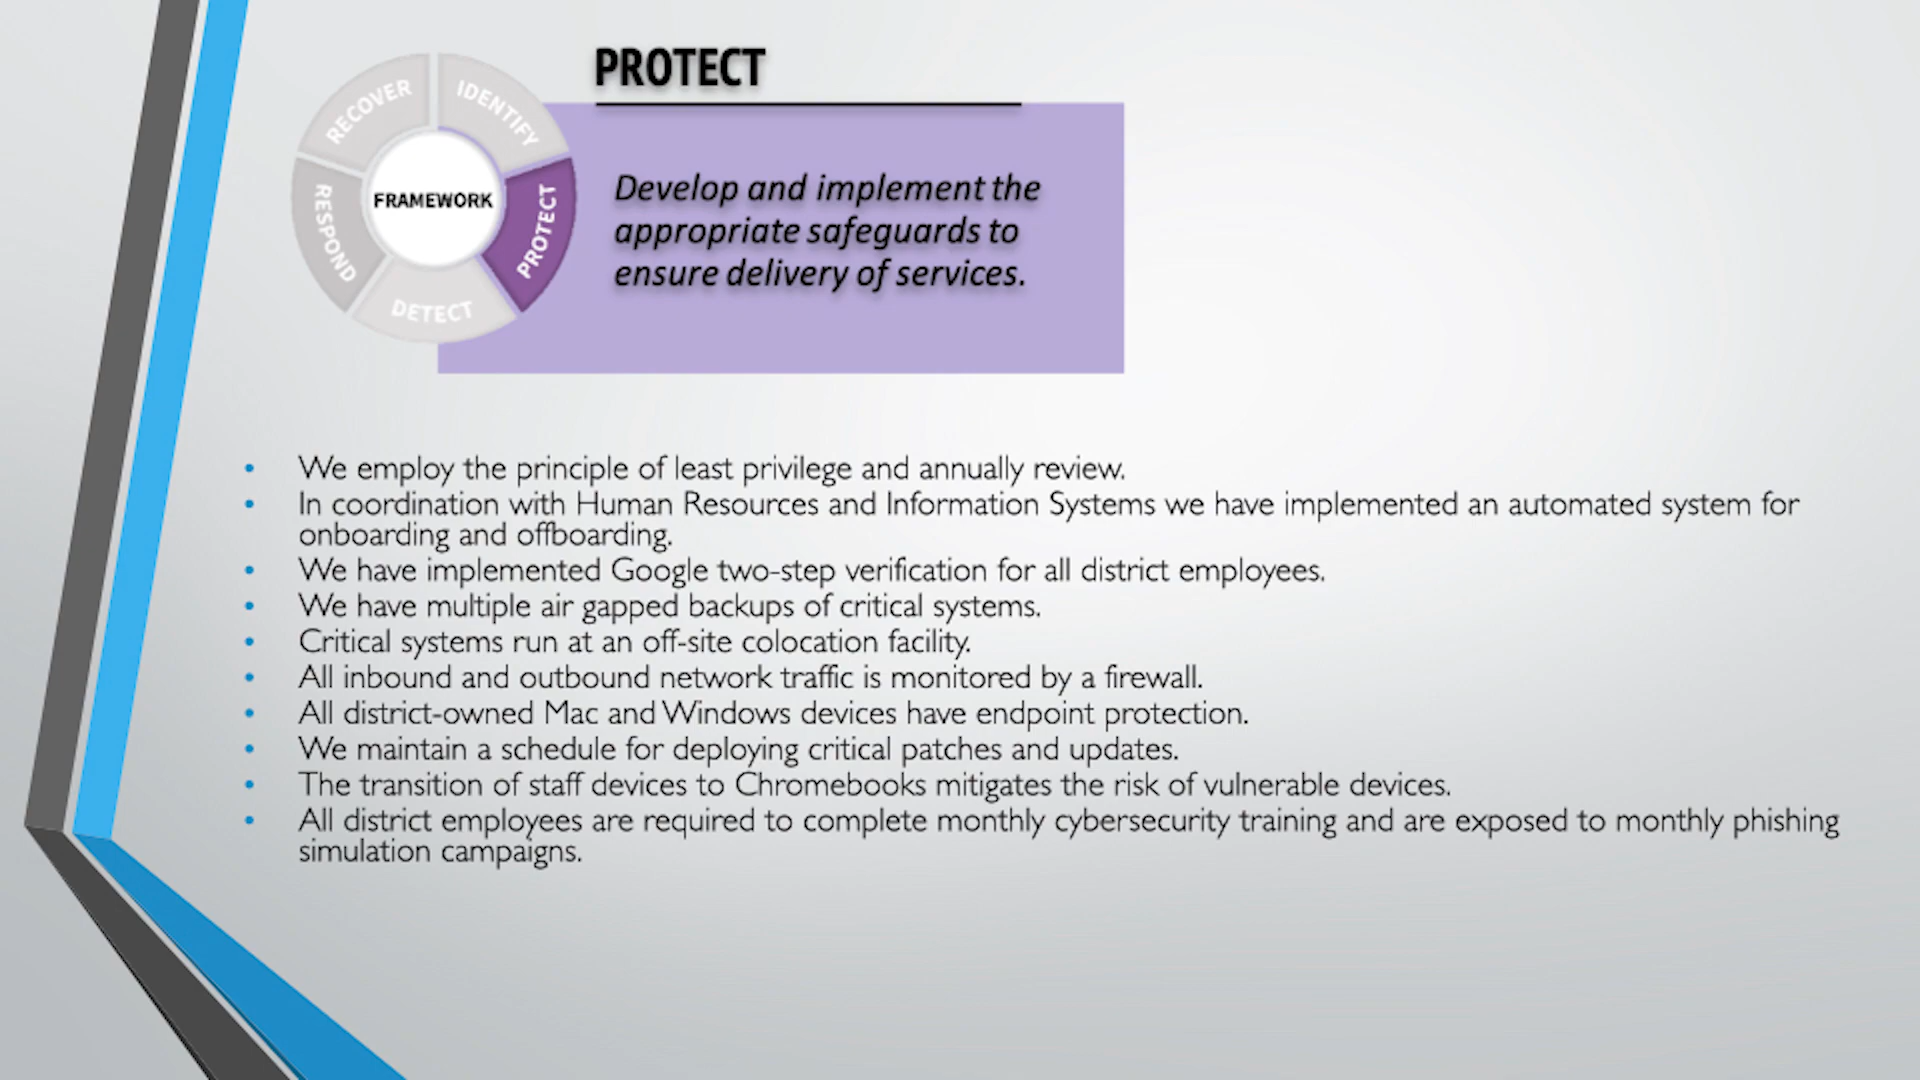 PROTECT
RECOVER
IDENTIFY
FRAMEWORK
RESPOND
PROTECT
DETECT
Develop and implement the
appropriate safeguards to
ensure delivery of services.
• We employ the principle of least privilege and annually review.
• In coordination with Human Resources and Information Systems we have implemented an automated system for
onboarding and offboarding.
• We have implemented Google two-step verification for all district employees.
• We have multiple air gapped backups of critical systems.
• Critical systems run at an off-site colocation facility.
• All inbound and outbound network traffic is monitored by a firewall.
• All district-owned Mac and Windows devices have endpoint protection.
• We maintain a schedule for deploying critical patches and updates.
• The transition of staff devices to Chromebooks mitigates the risk of vulnerable devices.
• All district employees are required to complete monthly cybersecurity training and are exposed to monthly phishing
simulation campaigns.